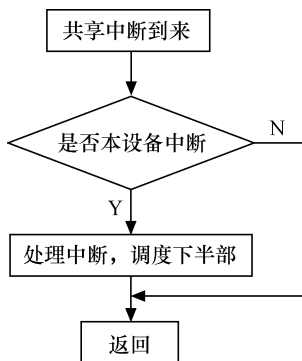 共享中断到来
是否本设备中断
N
Y
处理中断，调度下半部
返回